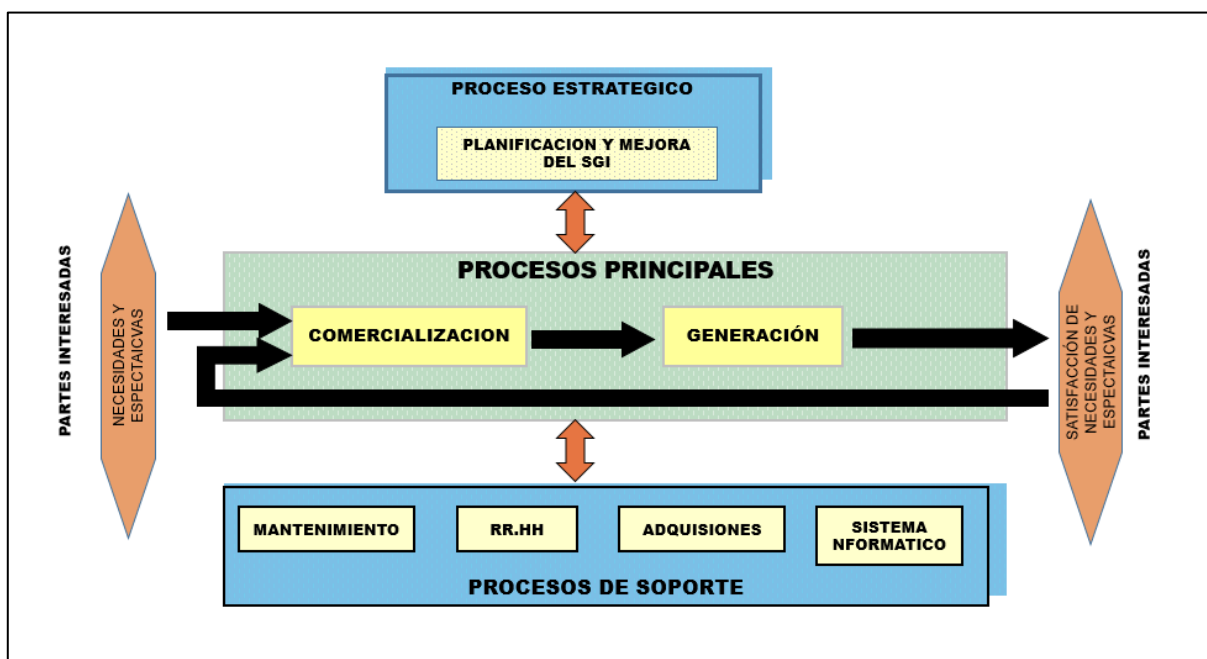 PROCESO ESTRATEGICO
PLANIFICACION Y MEJORA
DEL SGI
PARTES INTERESADAS
NECESIDADES Y
ESPECTAICVAS
PROCESOS PRINCIPALES
COMERCIALIZACION
GENERACIÓN
SATISFACCIÓN DE
NECESIDADES Y
ESPECTAICVAS
PARTES INTERESADAS
MANTENIMIENTO
RR.HH
ADQUISIONES
SISTEMA
NFORMATICO
PROCESOS DE SOPORTE